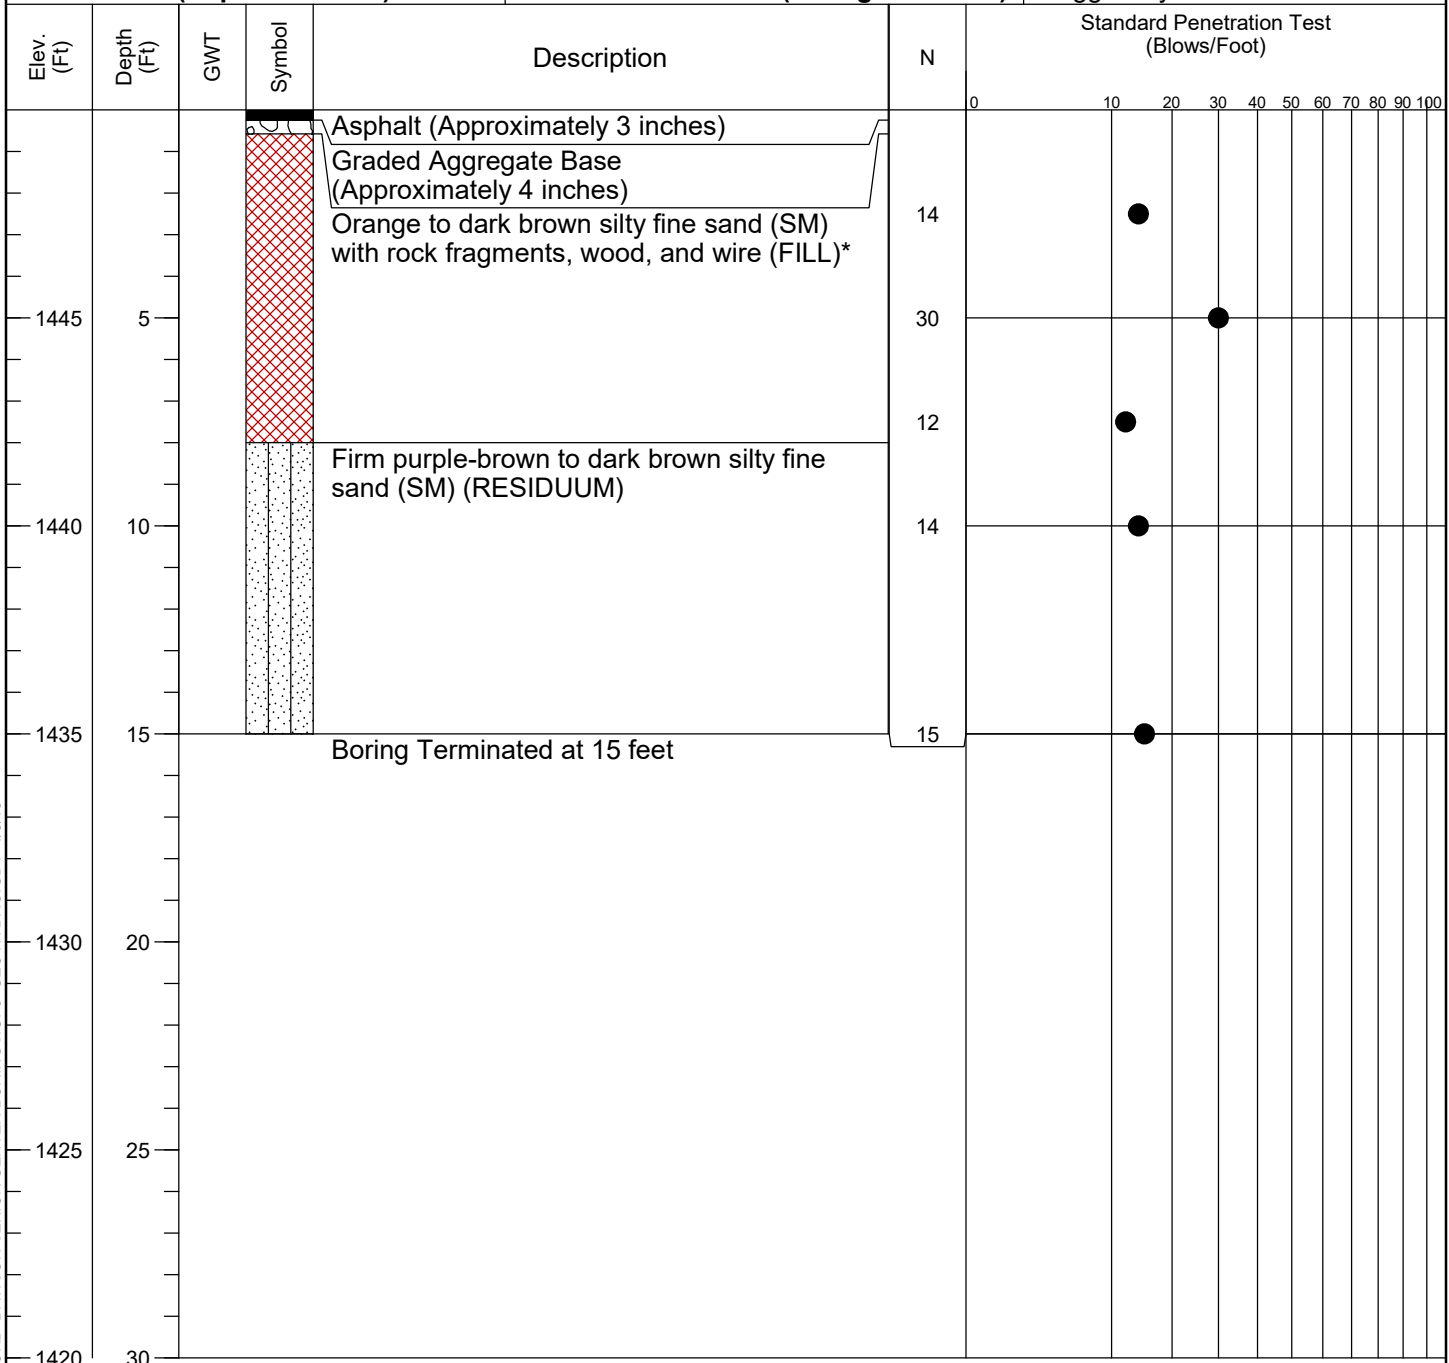 Elev. (Ft)
Depth (Ft)
GWT
Symbol
Description
N
Standard Penetration Test
(Blows/Foot)
0 10 20 30 40 50 60 70 80 90 100
Asphalt (Approximately 3 inches)
Graded Aggregate Base
(Approximately 4 inches)
14
Orange to dark brown silty fine sand (SM)
with rock fragments, wood, and wire (FILL)*
1445 5 30
12
Firm purple-brown to dark brown silty fine
sand (SM) (RESIDUUM)
1440 10 14
1435 15 15
Boring Terminated at 15 feet
1430 20
1425 25
1420 30